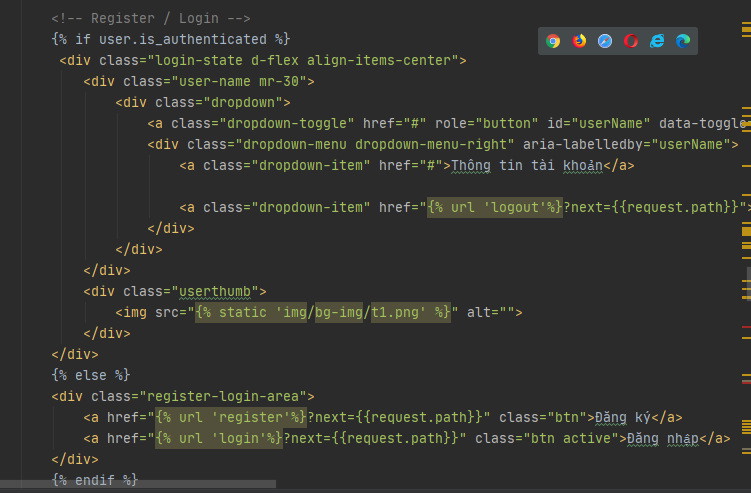 <!-- Register / Login -->
{% if user.is_authenticated %}
<div class="login-state d-flex align-items-center">
<div class="user-name mr-30">
<div class="dropdown">
<a class="dropdown-toggle" href="#" role="button" id="userName" data-toggle
<div class="dropdown-menu dropdown-menu-right" aria-labelledby="userName">
<a class="dropdown-item" href="#">Thông tin tài khoản</a>
<a class="dropdown-item" href="{% url 'logout'%}?next={{request.path}}">
</div>
</div>
</div>
<div class="userthumb">
<img src="{% static 'img/bg-img/t1.png' %}" alt="">
</div>
</div>
{% else %}
<div class="register-login-area">
<a href="{% url 'register'%}?next={{request.path}}" class="btn">Đăng ký</a>
<a href="{% url 'login'%}?next={{request.path}}" class="btn active">Đăng nhập</a>
</div>
{% endif %}